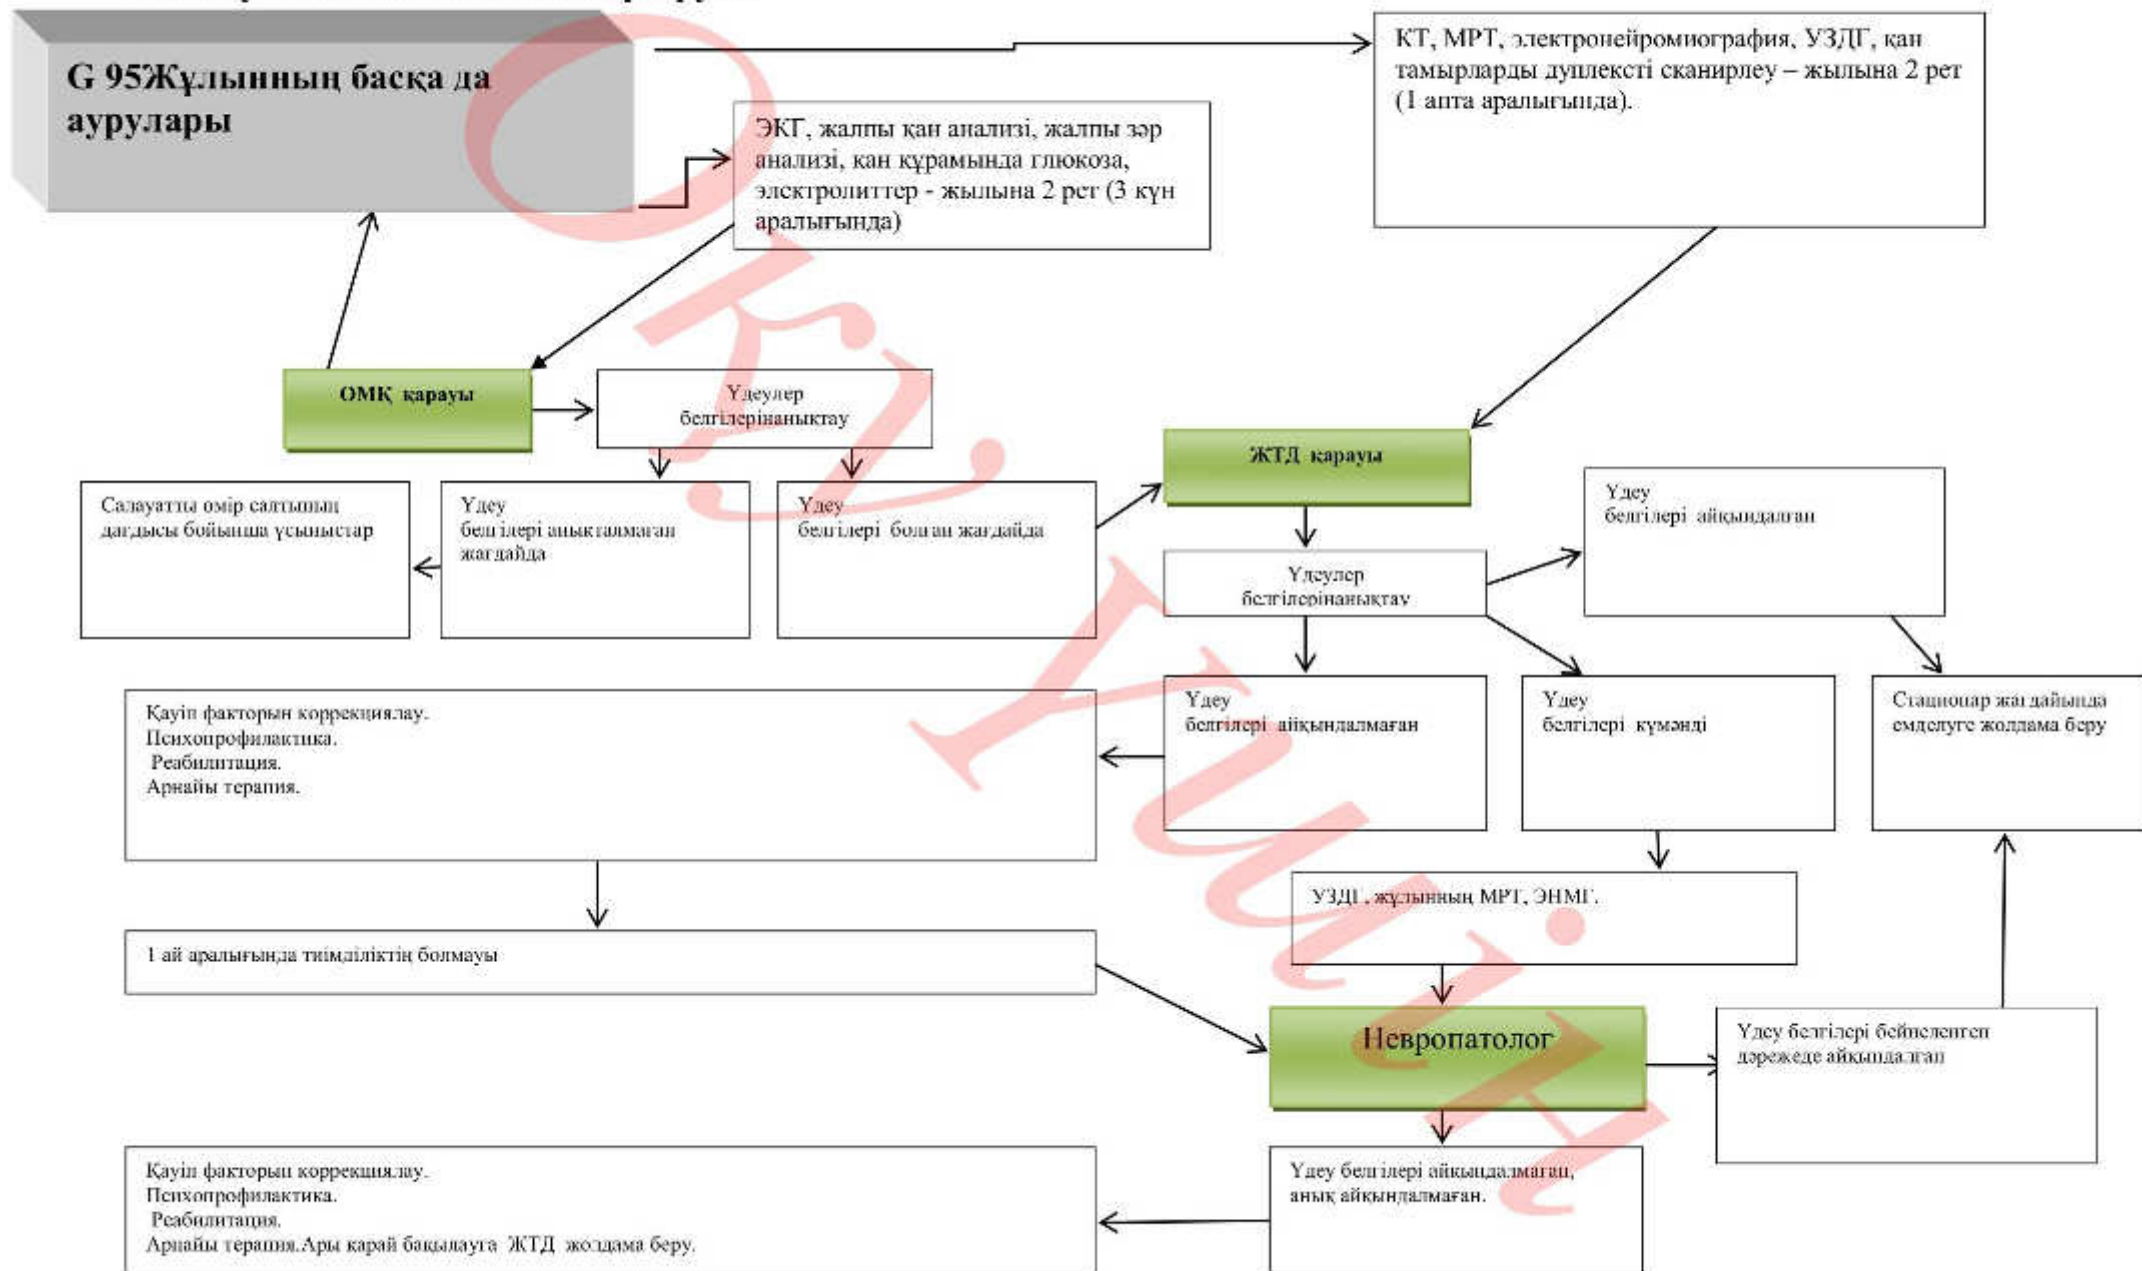 G 95Жұлынның басқа да
аурулары
КТ, МРТ, электронейромиография, УЗДГ, қан
тамырларды дуплексті сканирлеу – жылына 2 рет
(1 апта аралығында).
ЭКГ, жалпы қан анализі, жалпы зәр
анализі, қан құрамында глюкоза,
электролиттер - жылына 2 рет (3 күн
аралығында)
ОМҚ қарауы
Үдеулер
белгілерінанықтау
ЖТД қарауы
Салауатты өмір салтының
дағдысы бойынша ұсыныстар
Үдеу
белгілері анықталмаған
жағдайда
Үдеу
белгілері болған жағдайда
Үдеу
белгілері айқындалған
Үдеулер
белгілерінанықтау
Қауіп факторын коррекциялау.
Психопрофилактика.
Реабилитация.
Арнайы терапия.
Үдеу
белгілері айқындалмаған
Үдеу
белгілері күмәнді
Стационар жағдайында
емделуге жолдама беру
УЗДГ, жұлынның МРТ, ЭНМГ.
1 ай аралығында тиімділіктің болмауы
Невропатолог
Үдеу белгілері бейнеленген
дәрежеде айқындалған
Қауіп факторын коррекциялау.
Психопрофилактика.
Реабилитация.
Арнайы терапия.Ары қарай бақылауға ЖТД жолдама беру.
Үдеу белгілері айқындалмаған,
анық айқындалмаған.
Оқу үшін